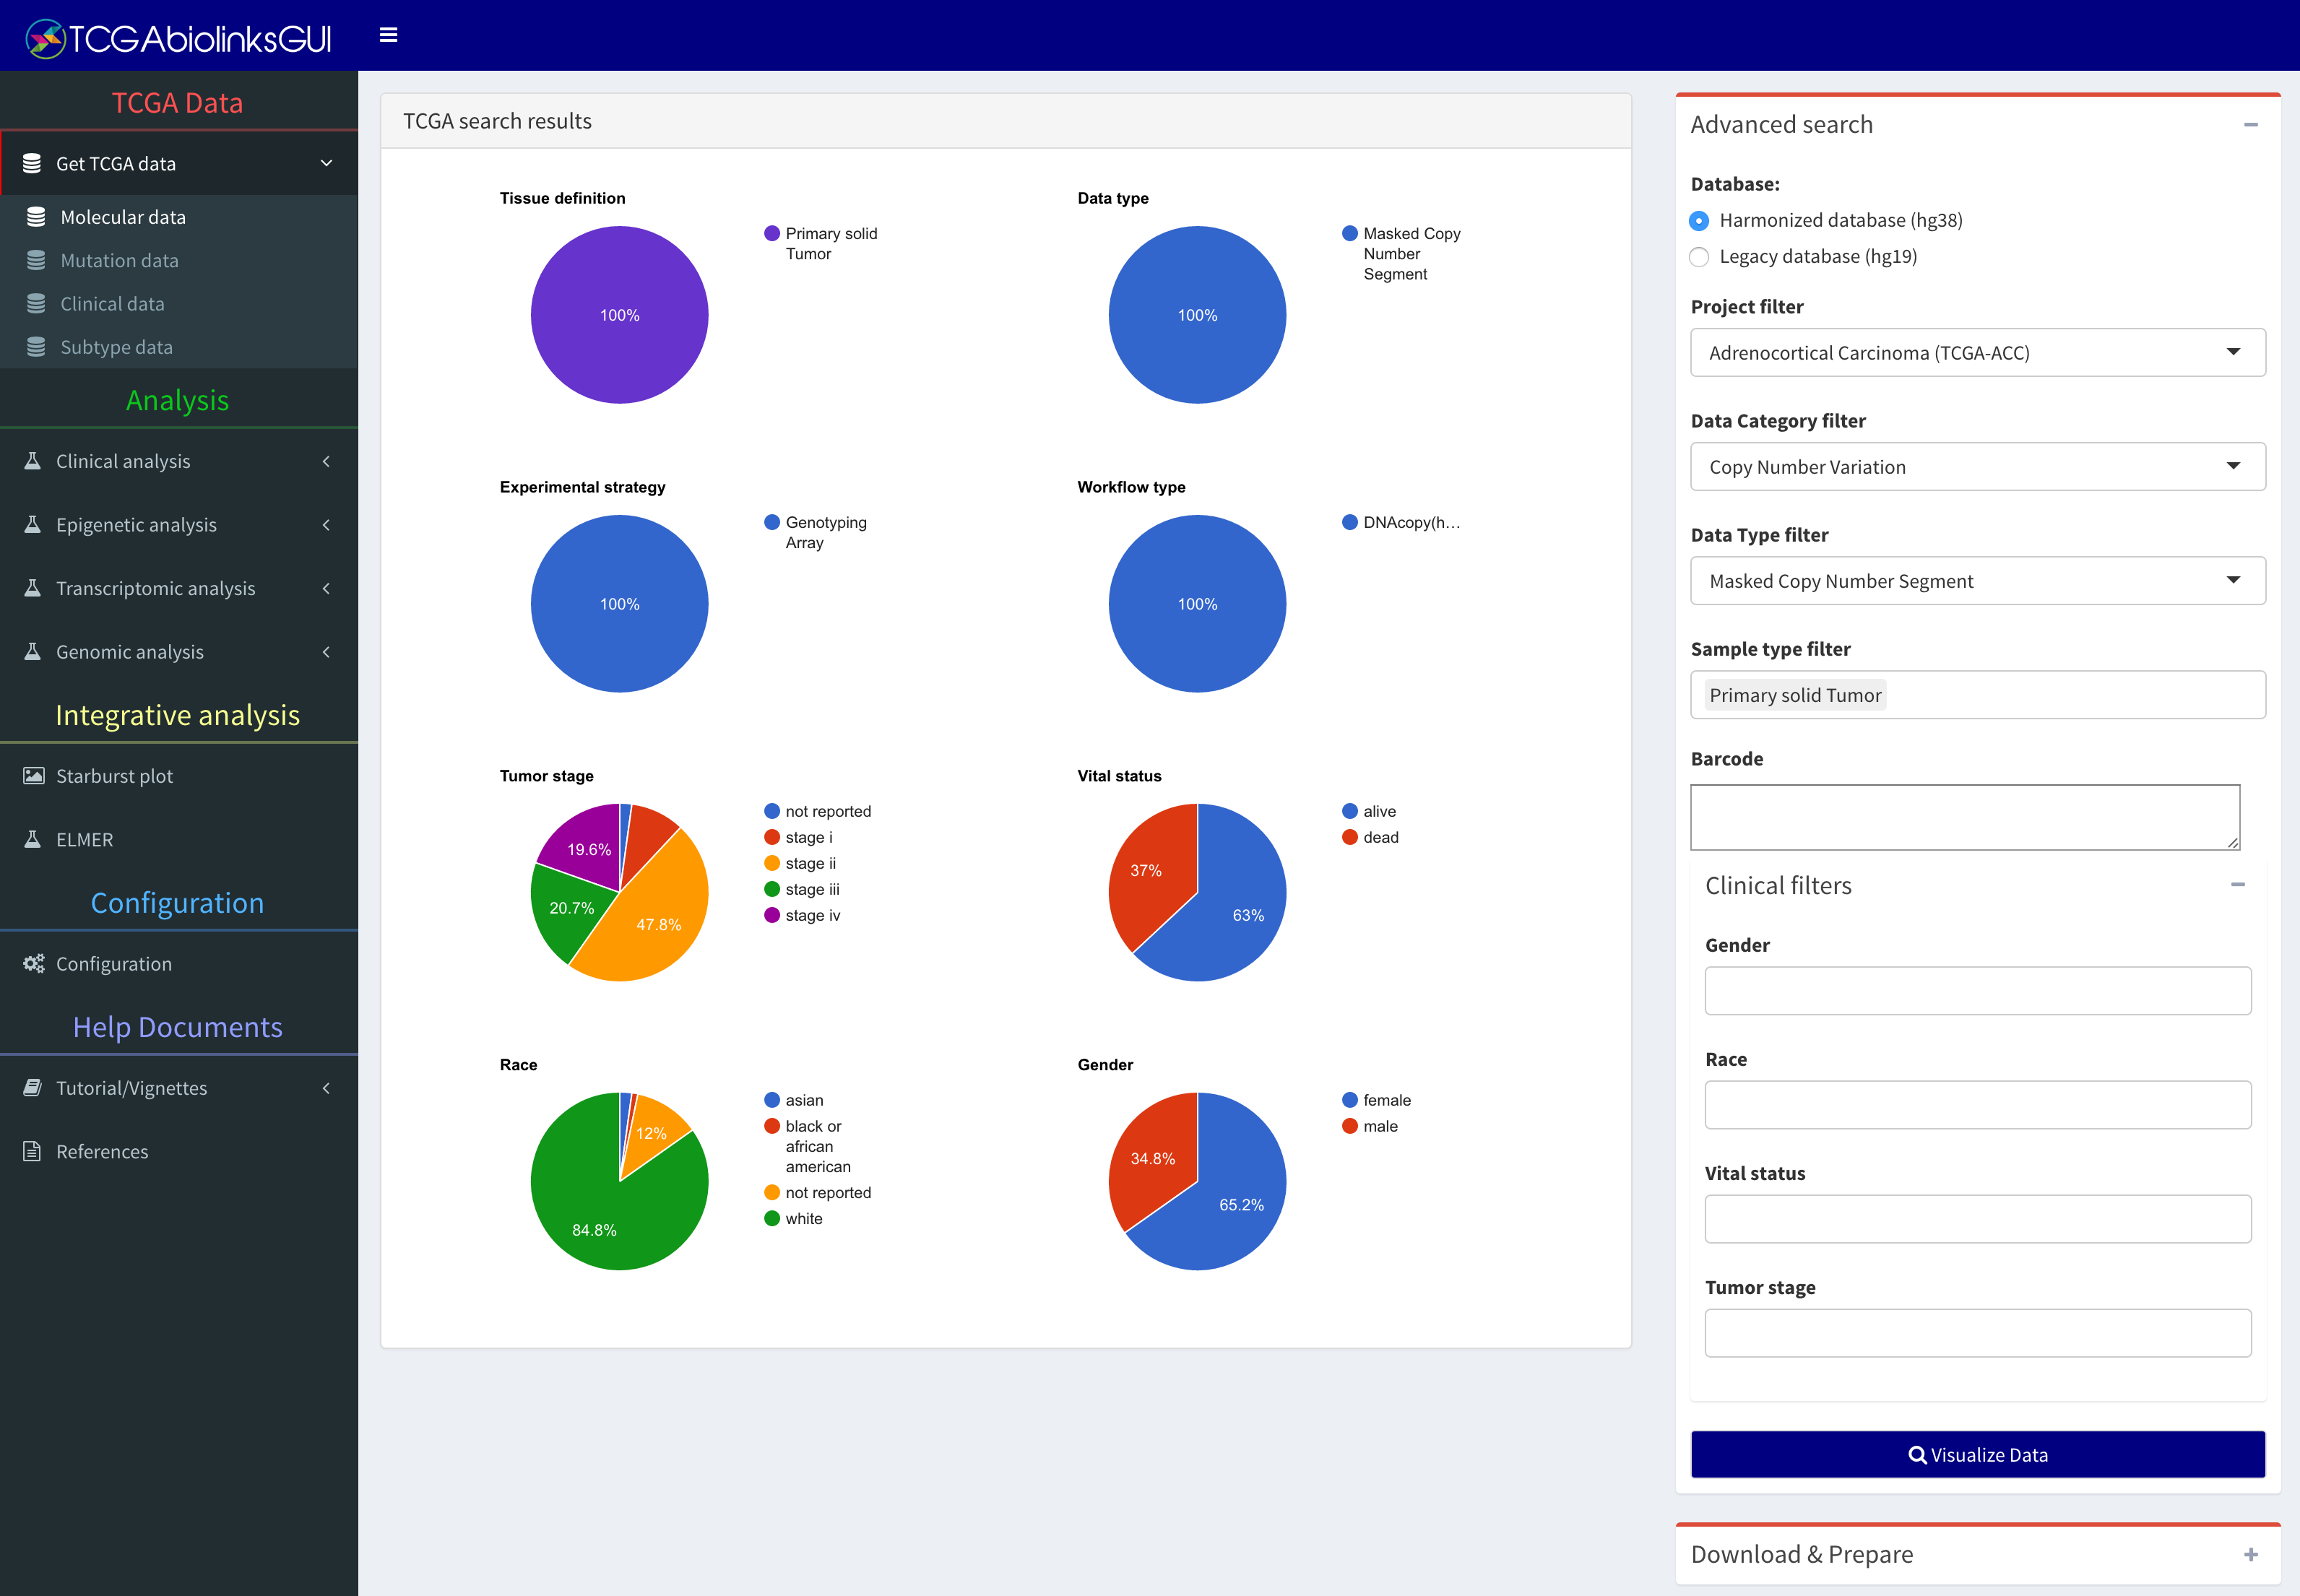 TCGAbiolinksGUI
TCGA Data
Get TCGA data
Molecular data
Mutation data
Clinical data
Subtype data
Analysis
Clinical analysis
Epigenetic analysis
Transcriptomic analysis
Genomic analysis
Integrative analysis
Starburst plot
ELMER
Configuration
Configuration
Help Documents
Tutorial/Vignettes
References
TCGA search results
Tissue definition
100%
Primary solid
Tumor
Data type
100%
Masked Copy
Number
Segment
Experimental strategy
100%
Genotyping
Array
Workflow type
100%
DNAcopy(h...
Tumor stage
19.6%
20.7%
47.8%
not reported
stage i
stage ii
stage iii
stage iv
Vital status
37%
63%
alive
dead
Race
12%
84.8%
asian
black or
african
american
not reported
white
Gender
34.8%
65.2%
female
male
Advanced search
Database:
Harmonized database (hg38)
Legacy database (hg19)
Project filter
Adrenocortical Carcinoma (TCGA-ACC)
Data Category filter
Copy Number Variation
Data Type filter
Masked Copy Number Segment
Sample type filter
Primary solid Tumor
Barcode
Clinical filters
Gender
Race
Vital status
Tumor stage
Visualize Data
Download & Prepare